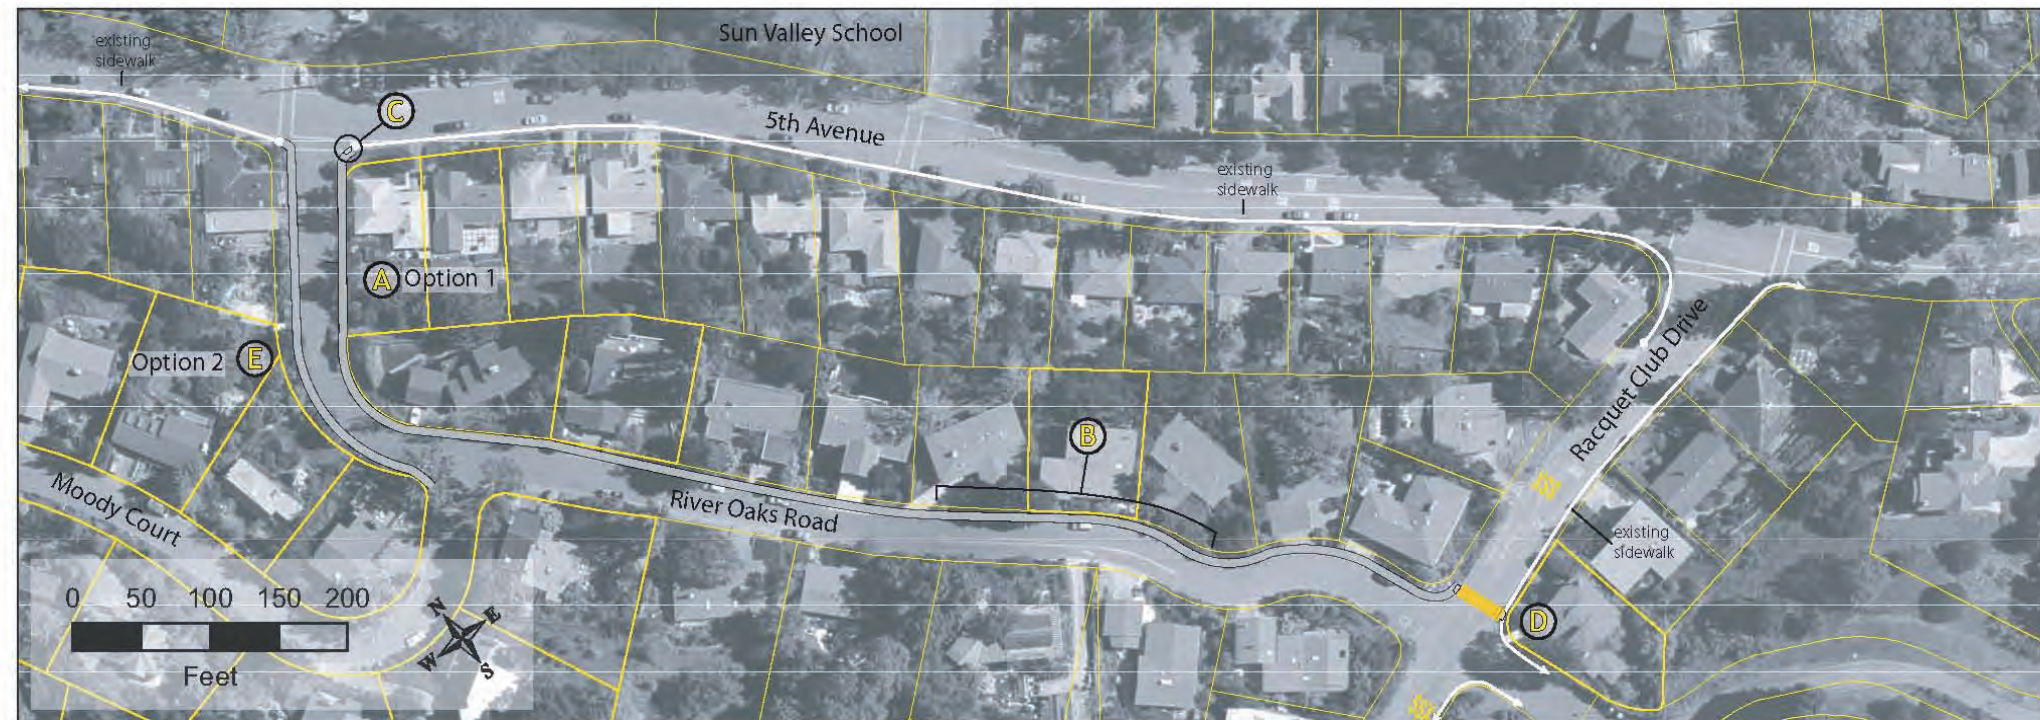 Sun Valley School
existing
sidewalk
C
5th Avenue
existing
sidewalk
A Option 1
Option 2 E
Racquet Club Drive
B
Moody Court
River Oaks Road
existing
sidewalk
D
0 50 100 150 200
Feet
N
E
W
S